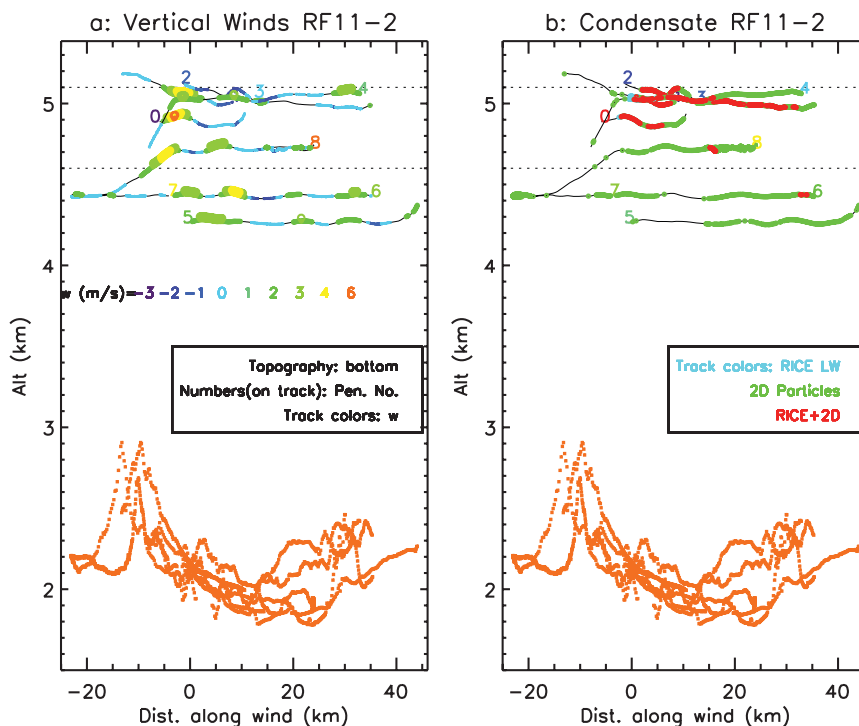 a: Vertical Winds RF11-2
b: Condensate RF11-2
Alt (km)
5
4
3
2
2
3
4
0
8
7
6
5
w (m/s)=-3 -2 -1 0 1 2 3 4 6
Topography: bottom
Numbers(on track): Pen. No.
Track colors: w
-20 0 20 40
Dist. along wind (km)
Alt (km)
5
4
3
2
2
3
4
0
8
7
6
5
Track colors: RICE LW
2D Particles
RICE+2D
-20 0 20 40
Dist. along wind (km)